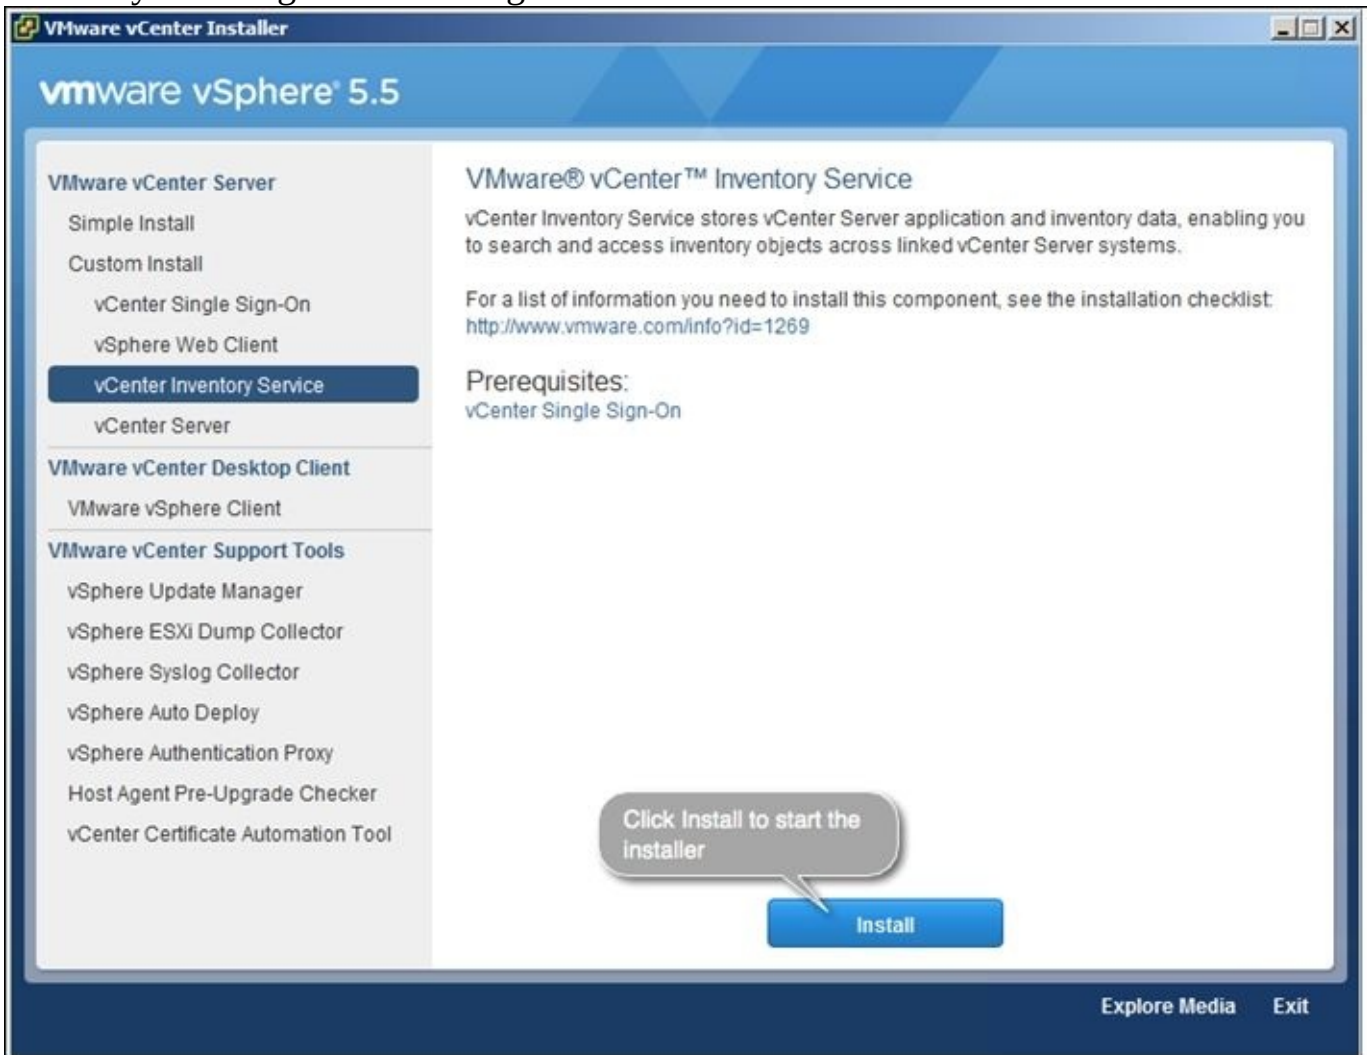 VMware vCenter Installer
vmware vSphere® 5.5
VMware vCenter Server
Simple Install
Custom Install
vCenter Single Sign-On
vSphere Web Client
vCenter Inventory Service
vCenter Server
VMware vCenter Desktop Client
VMware vSphere Client
VMware vCenter Support Tools
vSphere Update Manager
vSphere ESXi Dump Collector
vSphere Syslog Collector
vSphere Auto Deploy
vSphere Authentication Proxy
Host Agent Pre-Upgrade Checker
vCenter Certificate Automation Tool
VMware® vCenter™ Inventory Service
vCenter Inventory Service stores vCenter Server application and inventory data, enabling you
to search and access inventory objects across linked vCenter Server systems.
For a list of information you need to install this component, see the installation checklist:
http://www.vmware.com/info?id=1269
Prerequisites:
vCenter Single Sign-On
Click Install to start the
installer
Install
Explore Media Exit